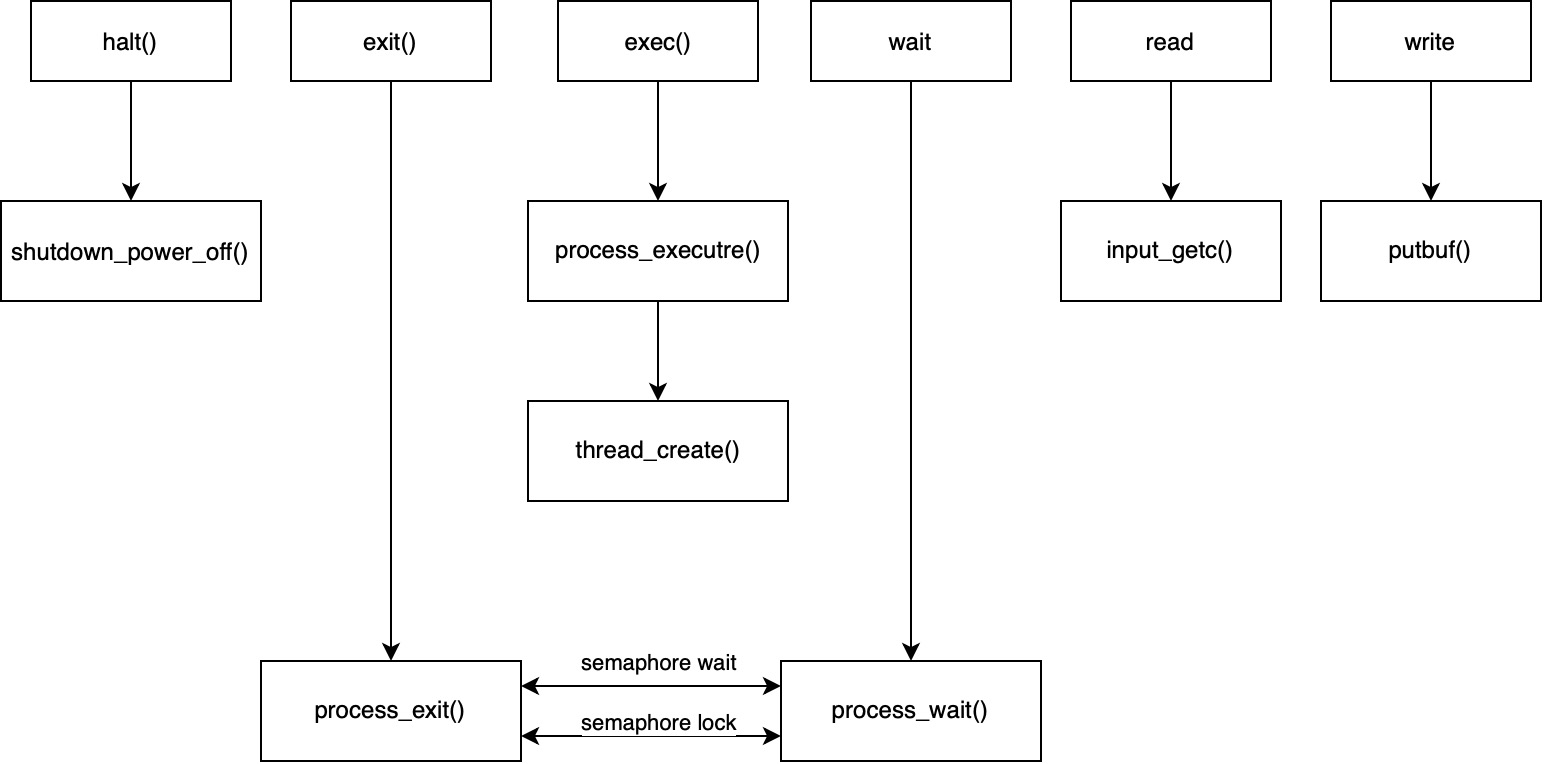 halt()
exit()
exec()
wait
read
write
shutdown_power_off()
process_executre()
input_getc()
putbuf()
thread_create()
semaphore wait
process_exit()
process_wait()
semaphore lock